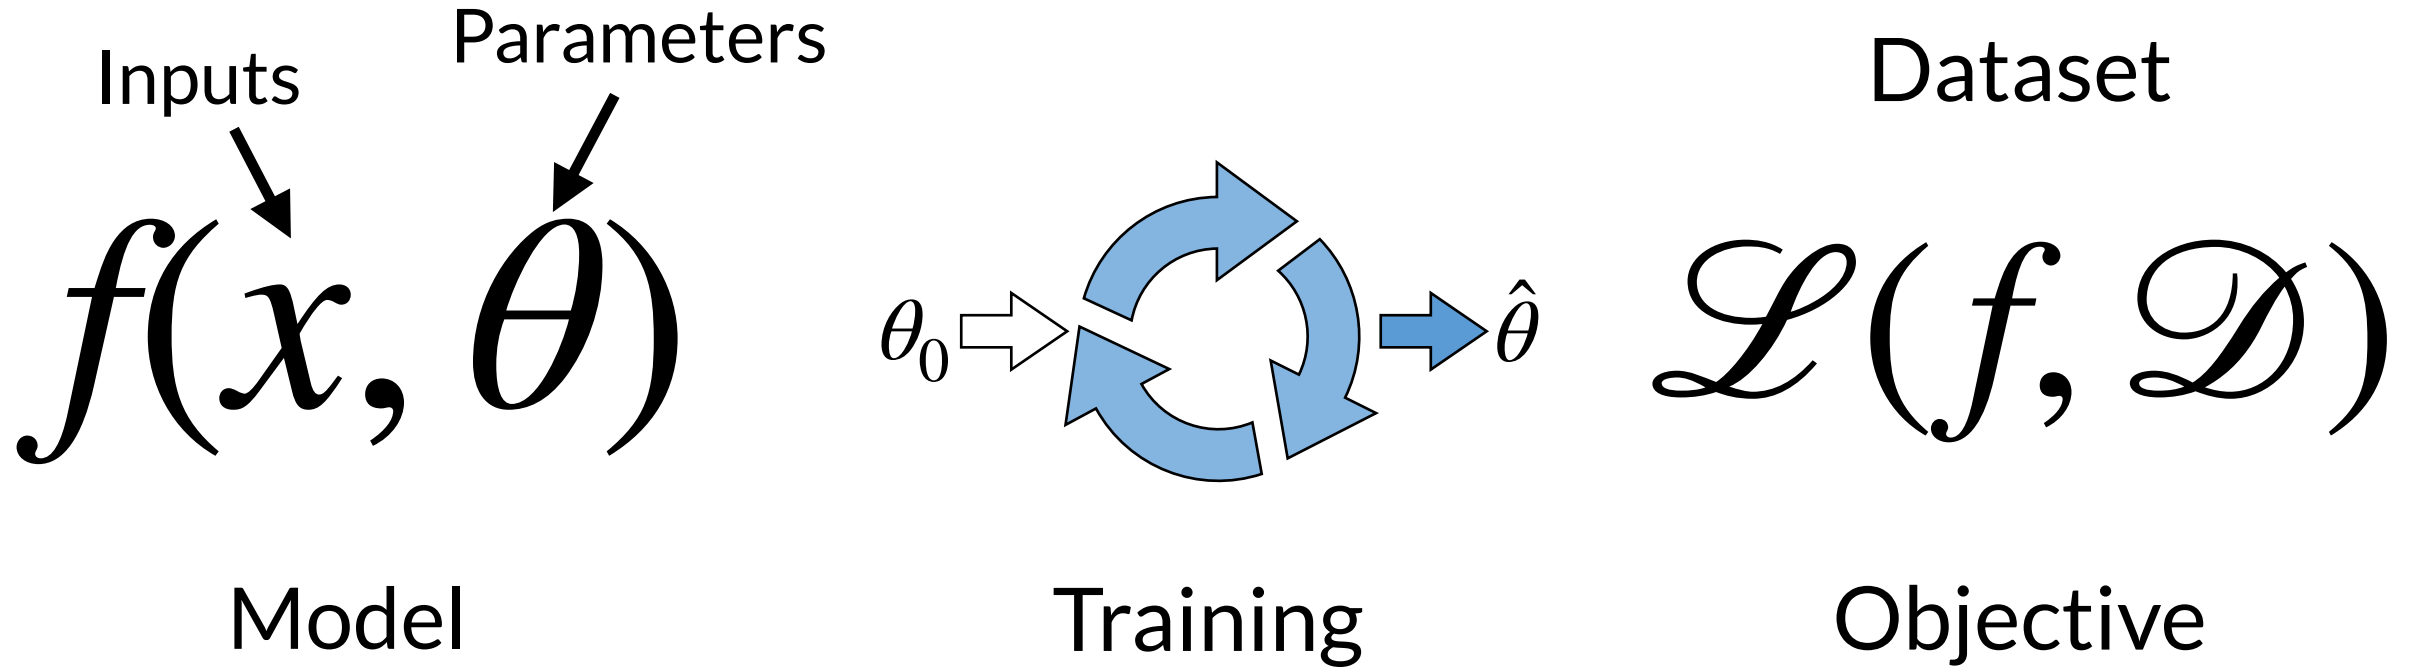 Inputs
Parameters
Dataset
f(x, θ)
θ₀
θ̂
ℒ(f, 𝒟)
Model
Training
Objective